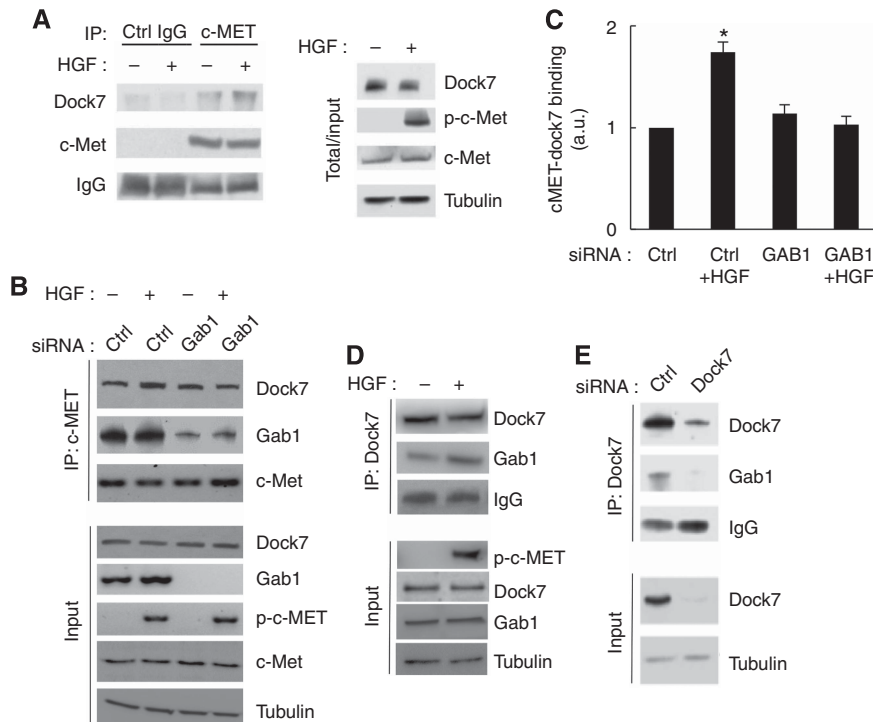 A
IP: Ctrl IgG c-MET
HGF : – + – +
Dock7
c-Met
IgG
HGF : – +
Total/input
Dock7
p-c-Met
c-Met
Tubulin
C
cMET-dock7 binding
(a.u.)
2
1
0
*
siRNA : Ctrl Ctrl +HGF GAB1 GAB1 +HGF
B
HGF : – + – +
siRNA : Ctrl Ctrl Gab1 Gab1
IP: c-MET
Dock7
Gab1
c-Met
Input
Dock7
Gab1
p-c-MET
c-Met
Tubulin
D
HGF : – +
IP: Dock7
Dock7
Gab1
IgG
Input
p-c-MET
Dock7
Gab1
Tubulin
E
siRNA : Ctrl Dock7
IP: Dock7
Dock7
Gab1
IgG
Input
Dock7
Tubulin